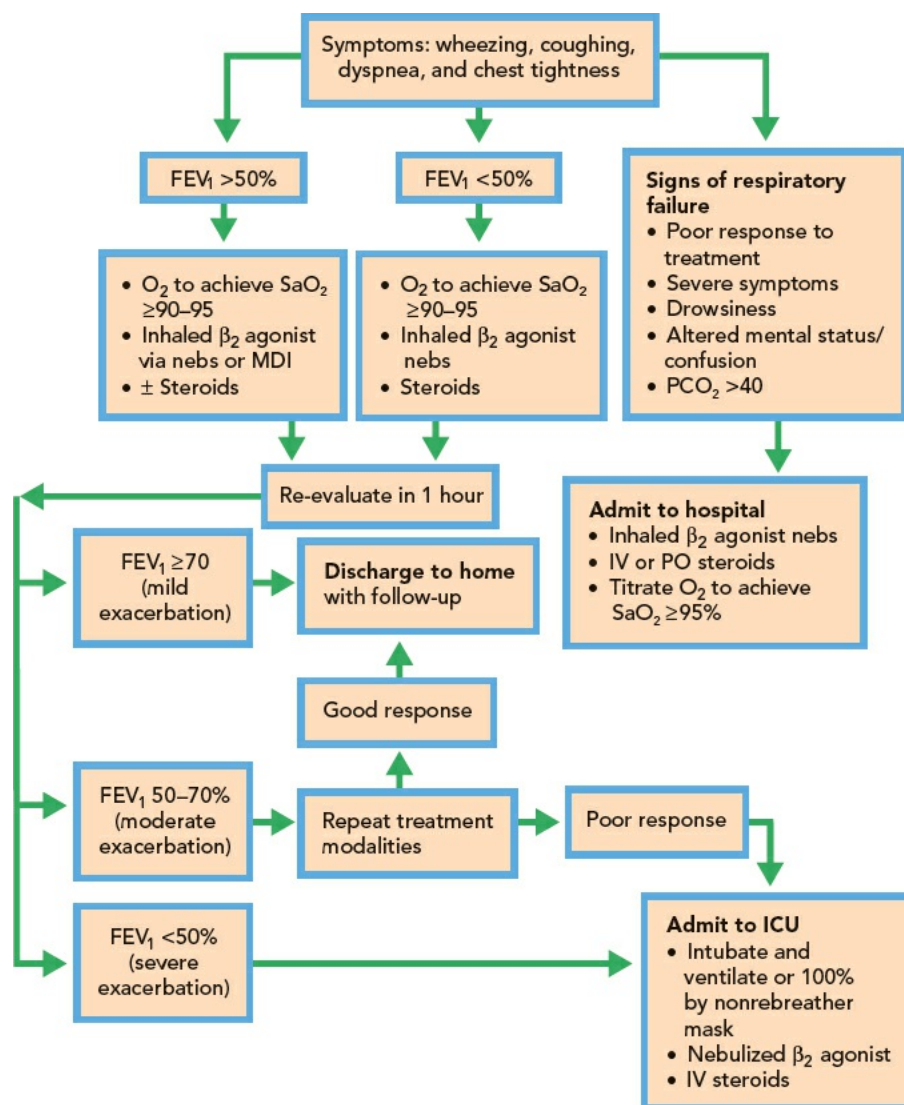 Symptoms: wheezing, coughing,
dyspnea, and chest tightness
FEV₁ >50%
FEV₁ <50%
Signs of respiratory
failure
• Poor response to
treatment
• Severe symptoms
• Drowsiness
• Altered mental status/
confusion
• PCO₂ >40
• O₂ to achieve SaO₂
≥90–95
• Inhaled β₂ agonist
via nebs or MDI
• ± Steroids
• O₂ to achieve SaO₂
≥90–95
• Inhaled β₂ agonist
nebs
• Steroids
Re-evaluate in 1 hour
Admit to hospital
• Inhaled β₂ agonist nebs
• IV or PO steroids
• Titrate O₂ to achieve
SaO₂ ≥95%
FEV₁ ≥70
(mild
exacerbation)
Discharge to home
with follow-up
Good response
FEV₁ 50–70%
(moderate
exacerbation)
Repeat treatment
modalities
Poor response
FEV₁ <50%
(severe
exacerbation)
Admit to ICU
• Intubate and
ventilate or 100%
by nonrebreather
mask
• Nebulized β₂ agonist
• IV steroids